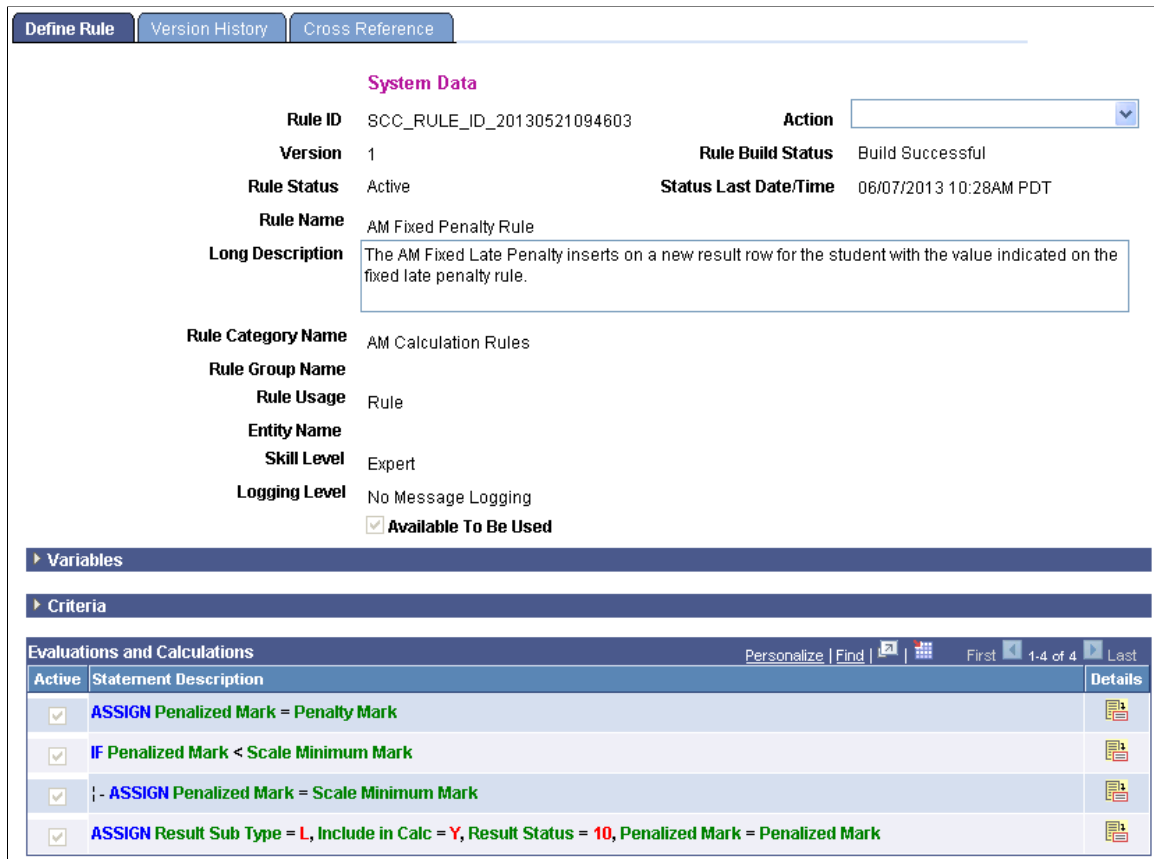 Define Rule Version History Cross Reference
System Data
Rule ID SCC_RULE_ID_20130521094603 Action
Version 1 Rule Build Status Build Successful
Rule Status Active Status Last Date/Time 06/07/2013 10:28AM PDT
Rule Name AM Fixed Penalty Rule
Long Description The AM Fixed Late Penalty inserts on a new result row for the student with the value indicated on the
fixed late penalty rule.
Rule Category Name AM Calculation Rules
Rule Group Name
Rule Usage Rule
Entity Name
Skill Level Expert
Logging Level No Message Logging
Available To Be Used
Variables
Criteria
Evaluations and Calculations Personalize | Find | | First 1-4 of 4 Last
Active Statement Description Details
ASSIGN Penalized Mark = Penalty Mark
IF Penalized Mark < Scale Minimum Mark
¦ - ASSIGN Penalized Mark = Scale Minimum Mark
ASSIGN Result Sub Type = L, Include in Calc = Y, Result Status = 10, Penalized Mark = Penalized Mark